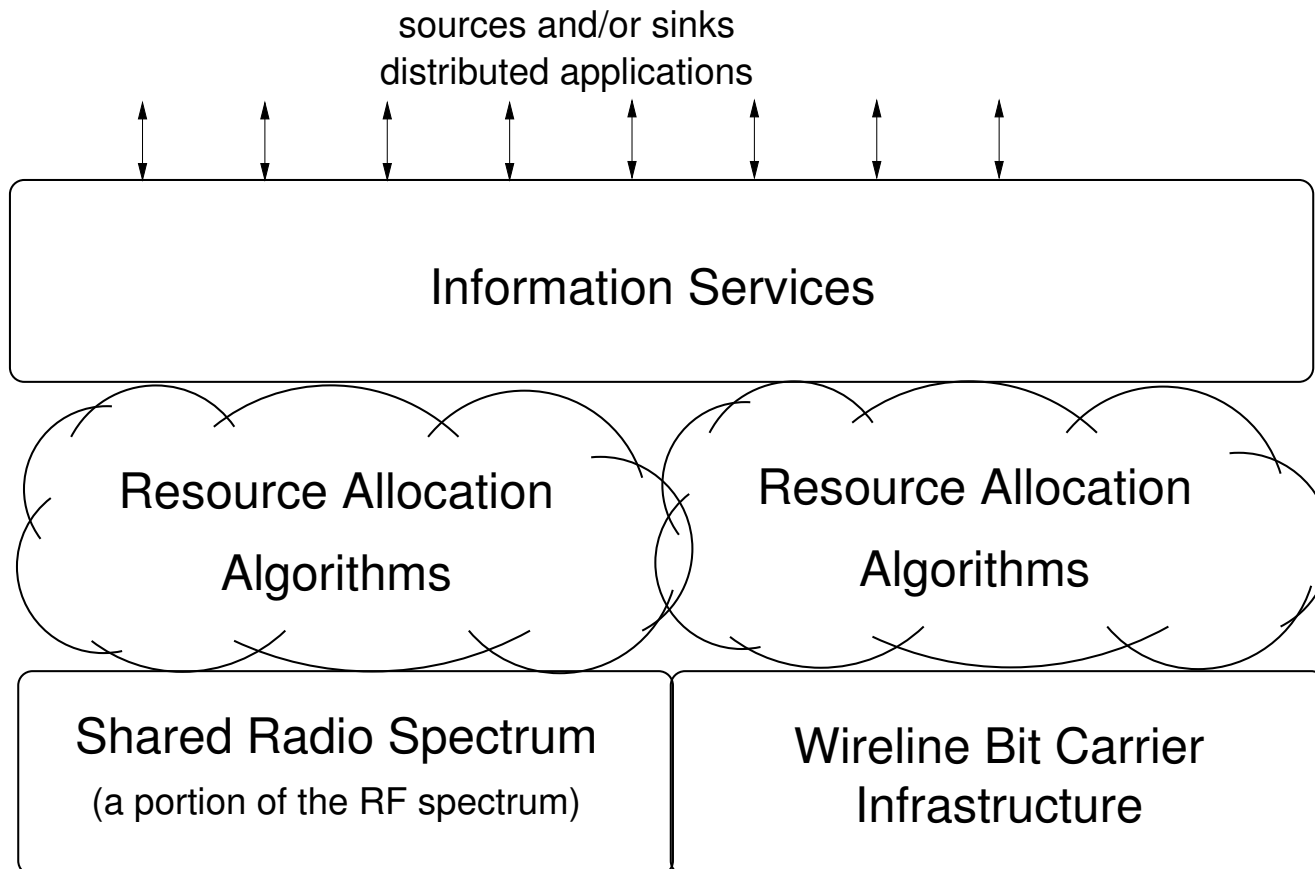 sources and/or sinks
distributed applications
Information Services
Resource Allocation
Algorithms
Resource Allocation
Algorithms
Shared Radio Spectrum
(a portion of the RF spectrum)
Wireline Bit Carrier
Infrastructure